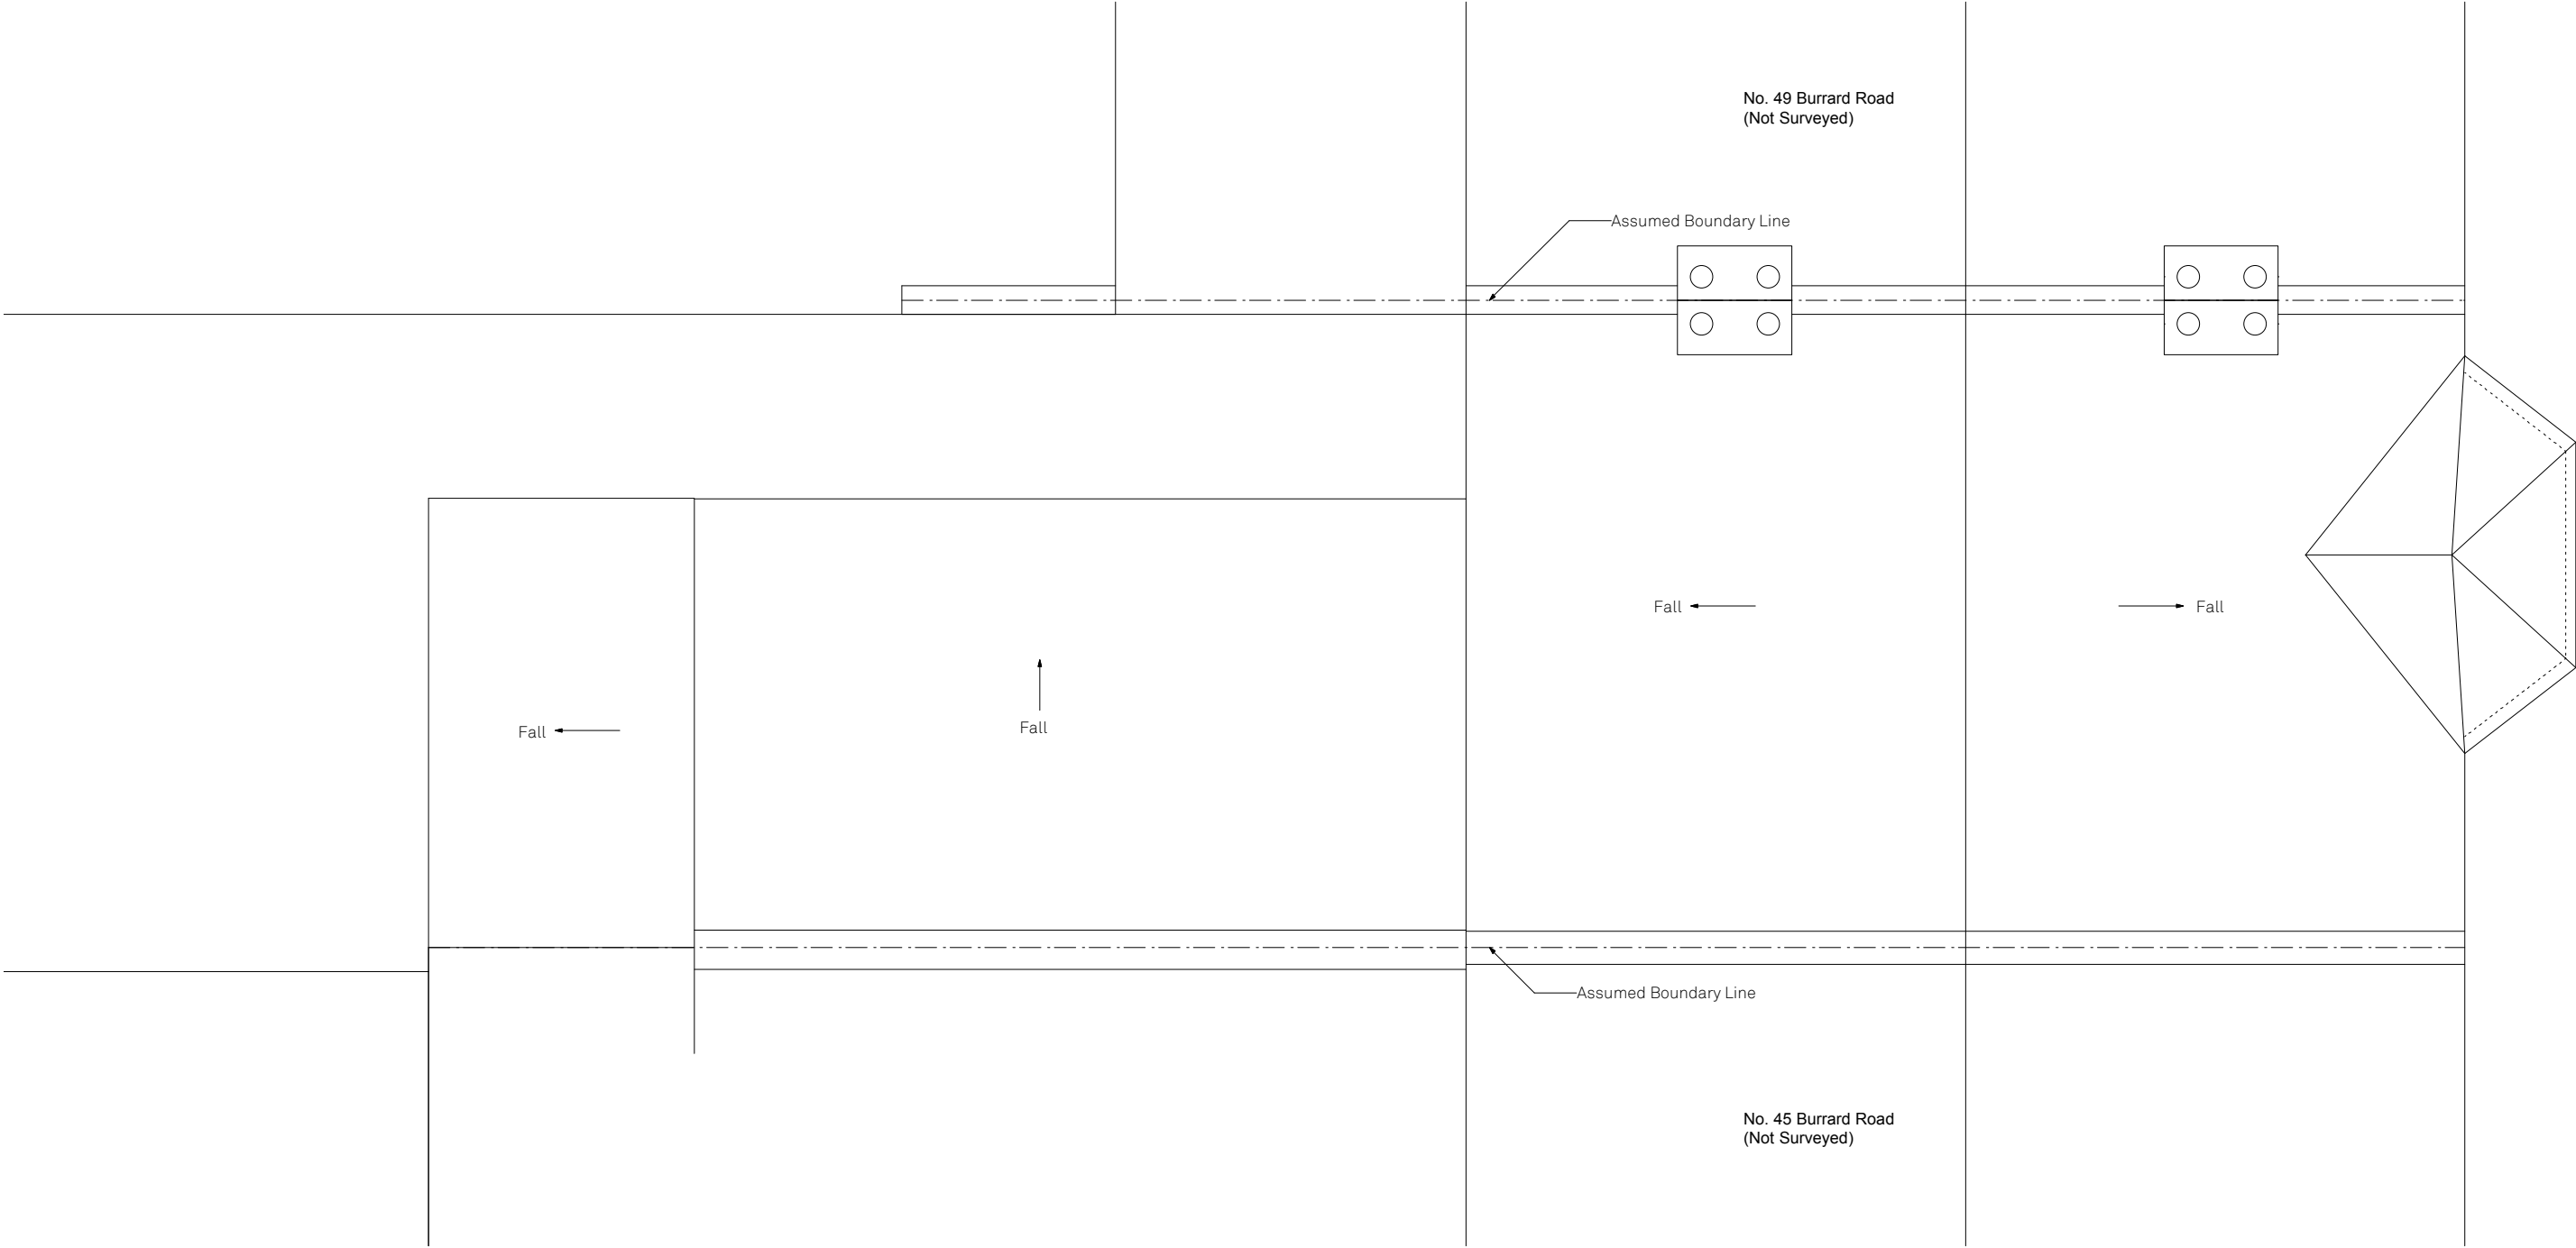 No. 49 Burrard Road
(Not Surveyed)
Assumed Boundary Line
Fall
Fall
Fall
Fall
Assumed Boundary Line
No. 45 Burrard Road
(Not Surveyed)